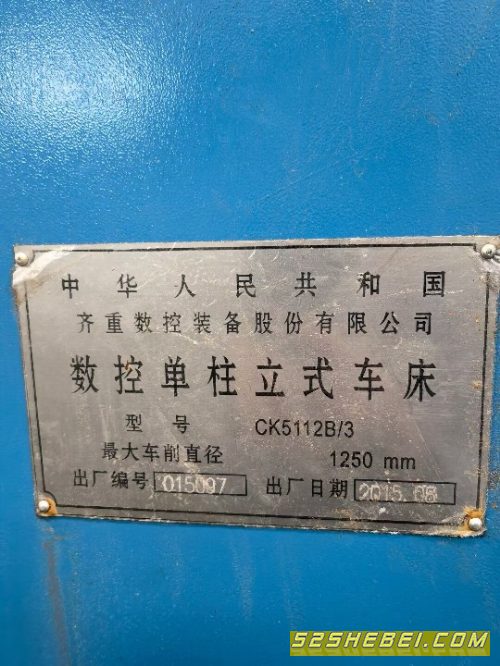 中华人民共和国
齐重数控装备股份有限公司
数控单柱立式车床
型号 CK5112B/3
最大车削直径 1250 mm
出厂编号 015097 出厂日期 2015.08
52SHEBEI.COM